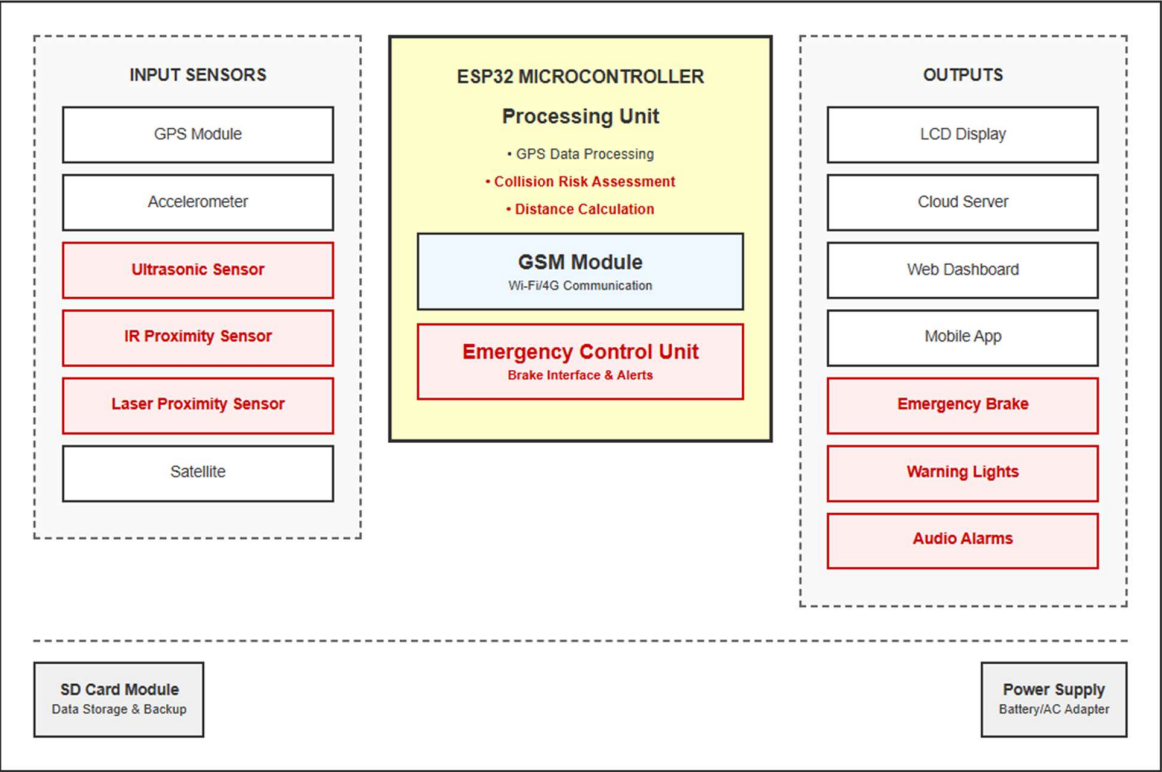 INPUT SENSORS
GPS Module
Accelerometer
Ultrasonic Sensor
IR Proximity Sensor
Laser Proximity Sensor
Satellite
ESP32 MICROCONTROLLER
Processing Unit
• GPS Data Processing
• Collision Risk Assessment
• Distance Calculation
GSM Module
Wi-Fi/4G Communication
Emergency Control Unit
Brake Interface & Alerts
OUTPUTS
LCD Display
Cloud Server
Web Dashboard
Mobile App
Emergency Brake
Warning Lights
Audio Alarms
SD Card Module
Data Storage & Backup
Power Supply
Battery/AC Adapter